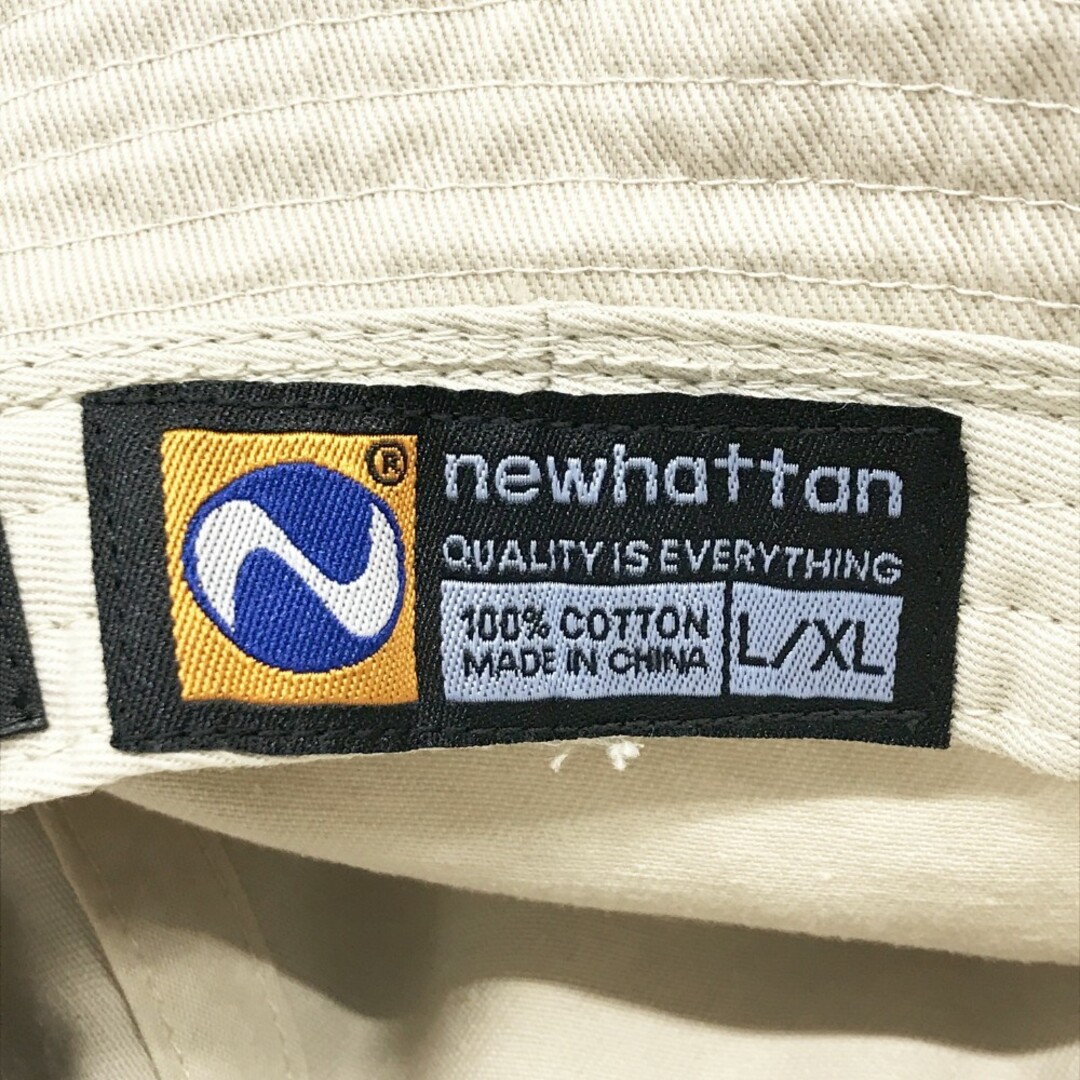 ®
newhattan
QUALITY IS EVERYTHING
100% COTTON
MADE IN CHINA
L/XL